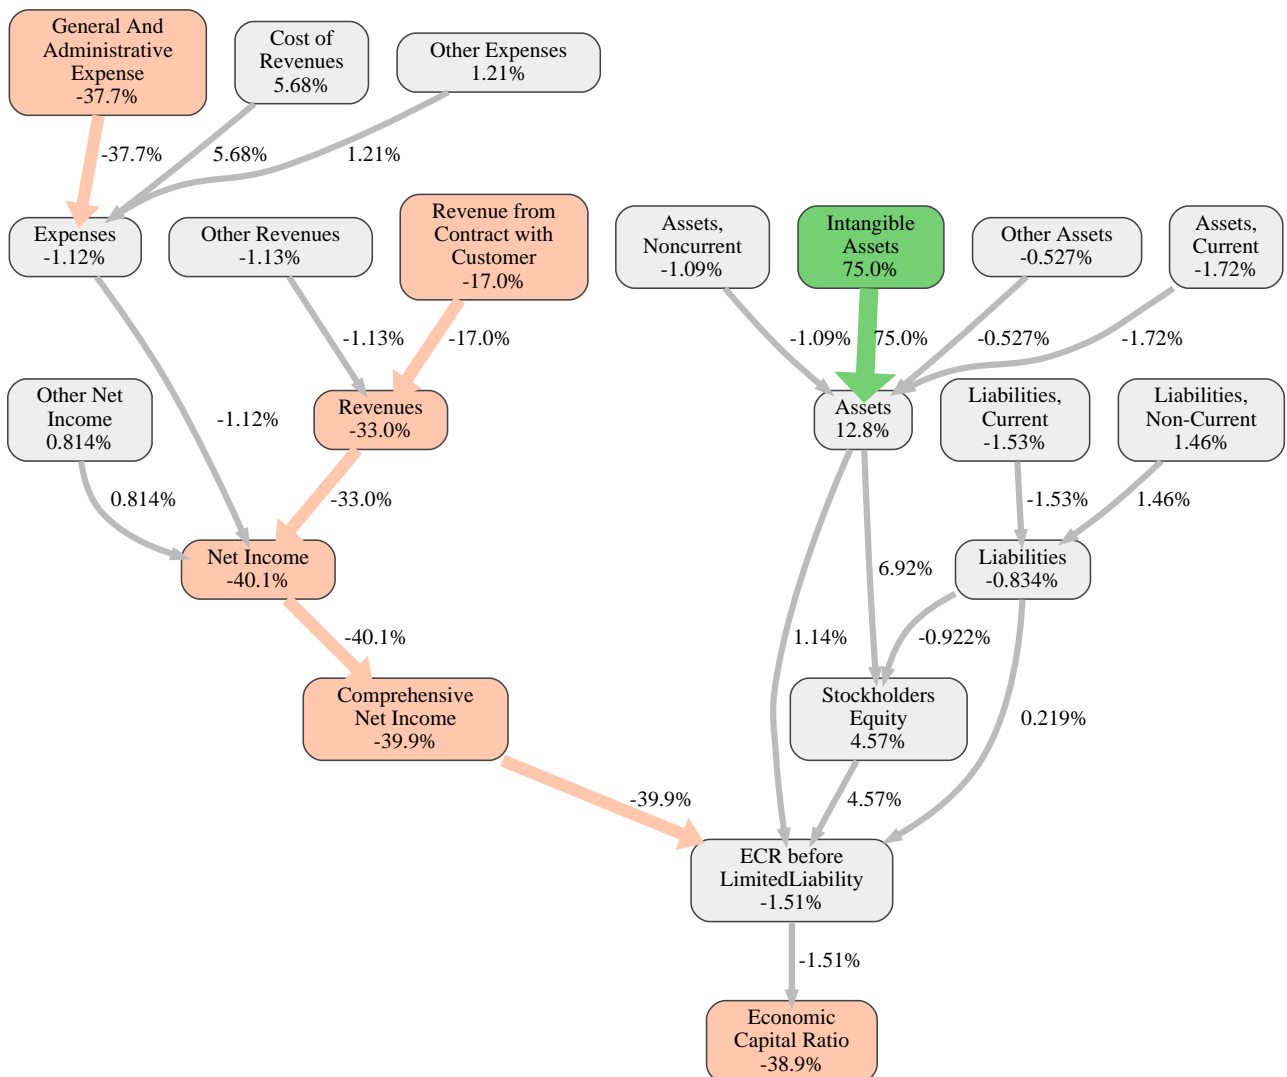 General And
Administrative
Expense
-37.7%
Cost of
Revenues
5.68%
Other Expenses
1.21%
-37.7%
5.68%
1.21%
Expenses
-1.12%
Other Revenues
-1.13%
Revenue from
Contract with
Customer
-17.0%
Assets,
Noncurrent
-1.09%
Intangible
Assets
75.0%
Other Assets
-0.527%
Assets,
Current
-1.72%
-1.13%
-17.0%
-1.09%
75.0%
-0.527%
-1.72%
Other Net
Income
0.814%
-1.12%
Revenues
-33.0%
Assets
12.8%
Liabilities,
Current
-1.53%
Liabilities,
Non-Current
1.46%
0.814%
-33.0%
-1.53%
1.46%
Net Income
-40.1%
6.92%
Liabilities
-0.834%
-40.1%
1.14%
-0.922%
Comprehensive
Net Income
-39.9%
Stockholders
Equity
4.57%
0.219%
-39.9%
4.57%
ECR before
LimitedLiability
-1.51%
-1.51%
Economic
Capital Ratio
-38.9%